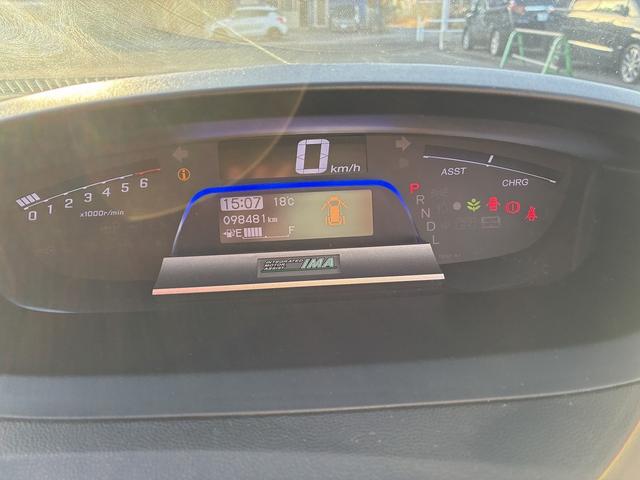 0 km/h
0 1 2 3 4 5 6
x1000r/min
ASST
CHRG
15:07 18°C
098481 km
E F
P
R
N
D
L
INTEGRATED
MOTOR
ASSIST
IMA